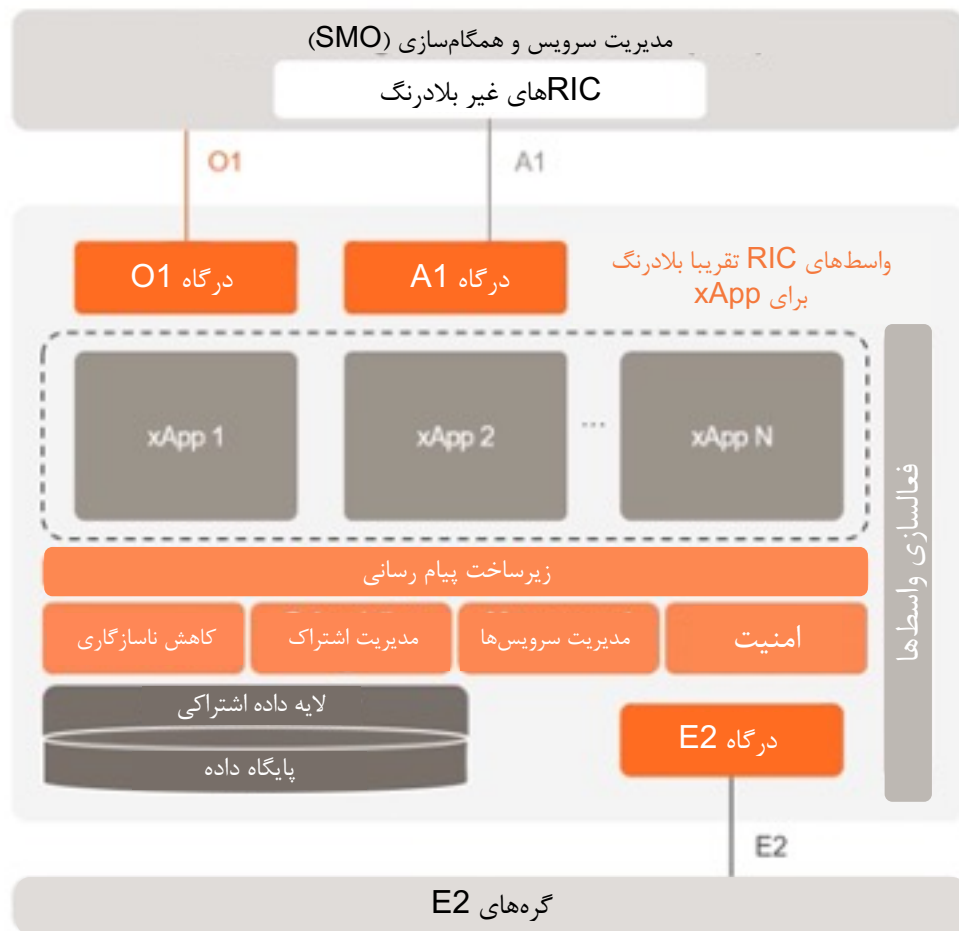 مدیریت سرویس و همگام‌سازی (SMO)
RICهای غیر بلادرنگ
O1
A1
درگاه O1
درگاه A1
واسط‌های RIC تقریبا بلادرنگ
برای xApp
xApp 1
xApp 2
...
xApp N
فعالسازی واسط‌ها
زیرساخت پیام رسانی
امنیت
مدیریت سرویس‌ها
مدیریت اشتراک
کاهش ناسازگاری
لایه داده اشتراکی
پایگاه داده
درگاه E2
E2
گره‌های E2